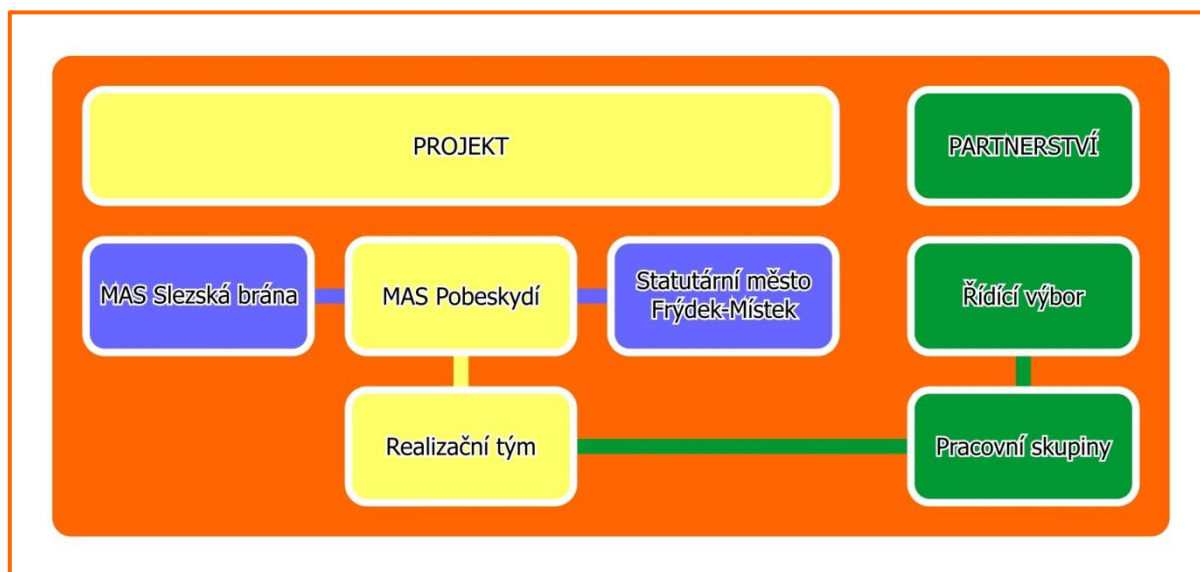 PROJEKT
PARTNERSTVÍ
MAS Slezská brána
MAS Pobeskydí
Statutární město
Frýdek-Místek
Řídící výbor
Realizační tým
Pracovní skupiny